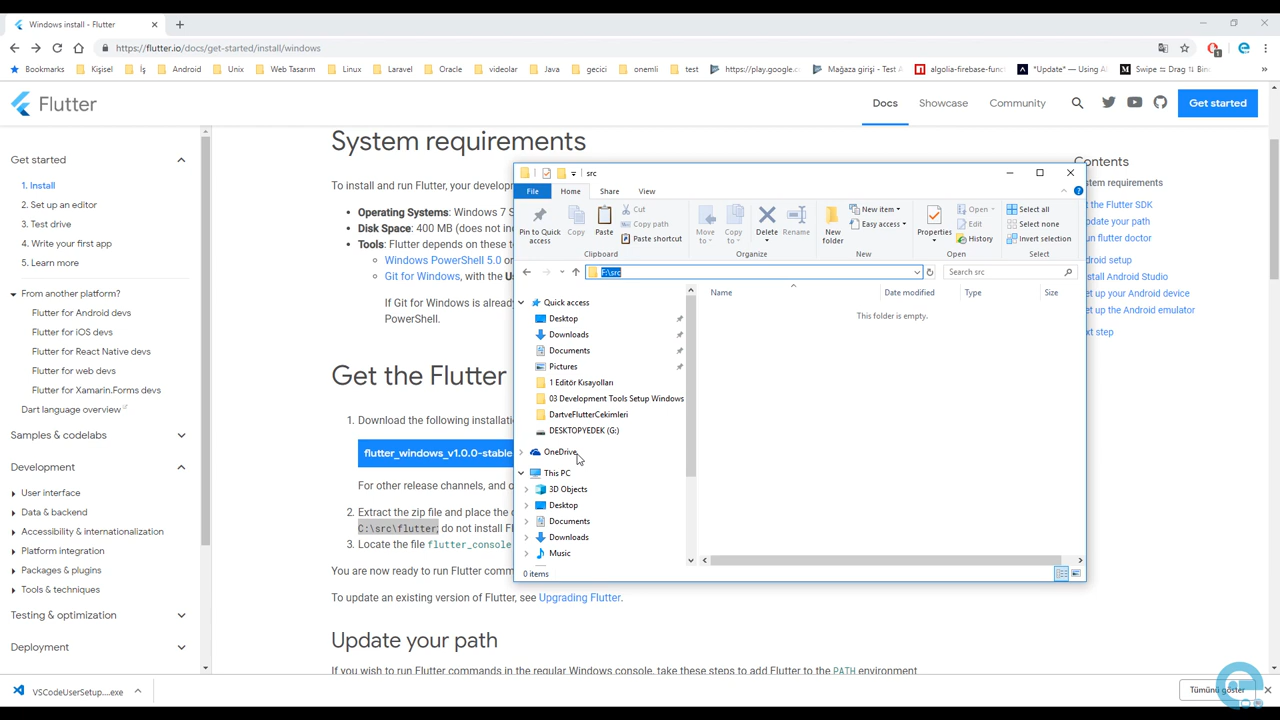 Windows install - Flutter
https://flutter.io/docs/get-started/install/windows
Bookmarks Kişisel İş Android Unix Web Tasarım Linux Laravel Oracle videolar Java gecici onemli test https://play.google.c Mağaza girişi - Test A algolia-firebase-func *Update* — Using A Swipe Drag
Flutter
Docs Showcase Community Get started
Get started
1. Install
2. Set up an editor
3. Test drive
4. Write your first app
5. Learn more
From another platform?
Flutter for Android devs
Flutter for iOS devs
Flutter for React Native devs
Flutter for web devs
Flutter for Xamarin.Forms devs
Dart language overview
Samples & codelabs
Development
User interface
Data & backend
Accessibility & internationalization
Platform integration
Packages & plugins
Tools & techniques
Testing & optimization
Deployment
System requirements
To install and run Flutter, your develop
Operating Systems: Windows 7 S
Disk Space: 400 MB (does not in
Tools: Flutter depends on these t
Windows PowerShell 5.0 or
Git for Windows, with the U
If Git for Windows is alread
PowerShell.
Get the Flutter
1. Download the following installati
flutter_windows_v1.0.0-stable
For other release channels, and o
2. Extract the zip file and place the c
C:\src\flutter; do not install Fl
3. Locate the file flutter_console
You are now ready to run Flutter comm
To update an existing version of Flutter, see Upgrading Flutter.
Update your path
If you wish to run Flutter commands in the regular Windows console, take these steps to add Flutter to the PATH environment
Contents
stem requirements
t the Flutter SDK
pdate your path
un flutter doctor
droid setup
stall Android Studio
et up your Android device
et up the Android emulator
xt step
src
File Home Share View
Pin to Quick access
Copy
Paste
Cut
Copy path
Paste shortcut
Clipboard
Move to
Copy to
Delete
Rename
Organize
New folder
New item
Easy access
New
Properties
Open
Edit
History
Open
Select all
Select none
Invert selection
Select
F:\src
Search src
Name Date modified Type Size
This folder is empty.
Quick access
Desktop
Downloads
Documents
Pictures
1 Editör Kısayolları
03 Development Tools Setup Windows
DartveFlutterCekimleri
DESKTOPYEDEK (G:)
OneDrive
This PC
3D Objects
Desktop
Documents
Downloads
Music
0 items
VSCodeUserSetup....exe
Tümünü göster